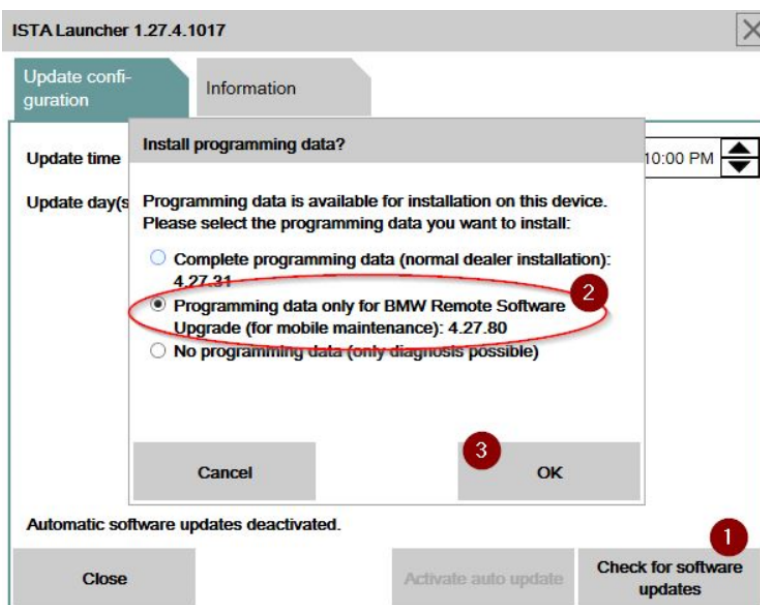 ISTA Launcher 1.27.4.1017
Update confi-
guration
Information
Update time
10:00 PM
Update day(s
Install programming data?
Programming data is available for installation on this device.
Please select the programming data you want to install:
Complete programming data (normal dealer installation):
4.27.31
2
Programming data only for BMW Remote Software
Upgrade (for mobile maintenance): 4.27.80
No programming data (only diagnosis possible)
Cancel
3
OK
Automatic software updates deactivated.
1
Close
Activate auto update
Check for software
updates